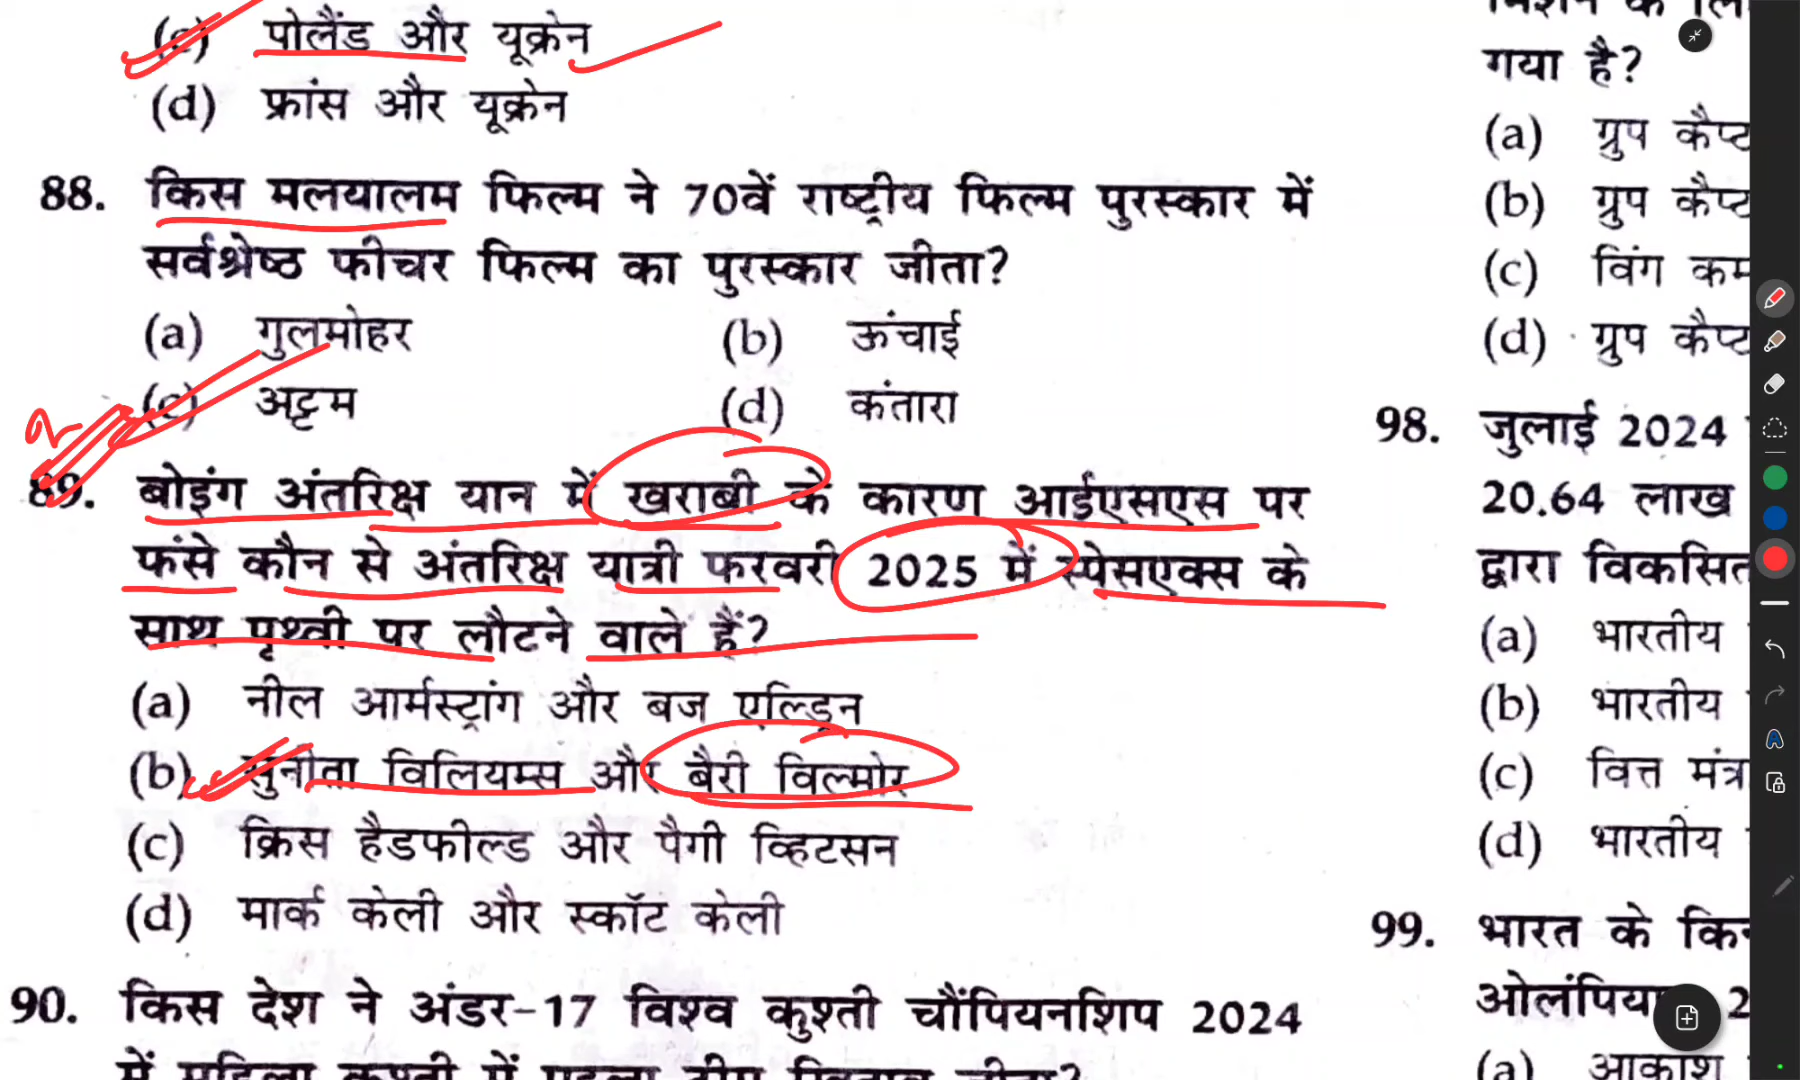 (c) पोलैंड और यूक्रेन
(d) फ्रांस और यूक्रेन
88. किस मलयालम फिल्म ने 70वें राष्ट्रीय फिल्म पुरस्कार में
सर्वश्रेष्ठ फीचर फिल्म का पुरस्कार जीता?
(a) गुलमोहर (b) ऊंचाई
(c) अट्टम (d) कंतारा
89. बोइंग अंतरिक्ष यान में खराबी के कारण आईएसएस पर
फंसे कौन से अंतरिक्ष यात्री फरवरी 2025 में स्पेसएक्स के
साथ पृथ्वी पर लौटने वाले हैं?
(a) नील आर्मस्ट्रांग और बज एल्ड्रिन
(b) सुनीता विलियम्स और बैरी विल्मोर
(c) क्रिस हैडफील्ड और पैगी व्हिटसन
(d) मार्क केली और स्कॉट केली
90. किस देश ने अंडर-17 विश्व कुश्ती चौंपियनशिप 2024
गया है?
(a) ग्रुप
(b) ग्रुप
(c) विंग
(d) ग्रुप
98. जुलाई 2024
20.64 लाख
द्वारा विकसित
(a) भारतीय
(b) भारतीय
(c) वित्त
(d) भारतीय
99. भारत के
(a) आकाश